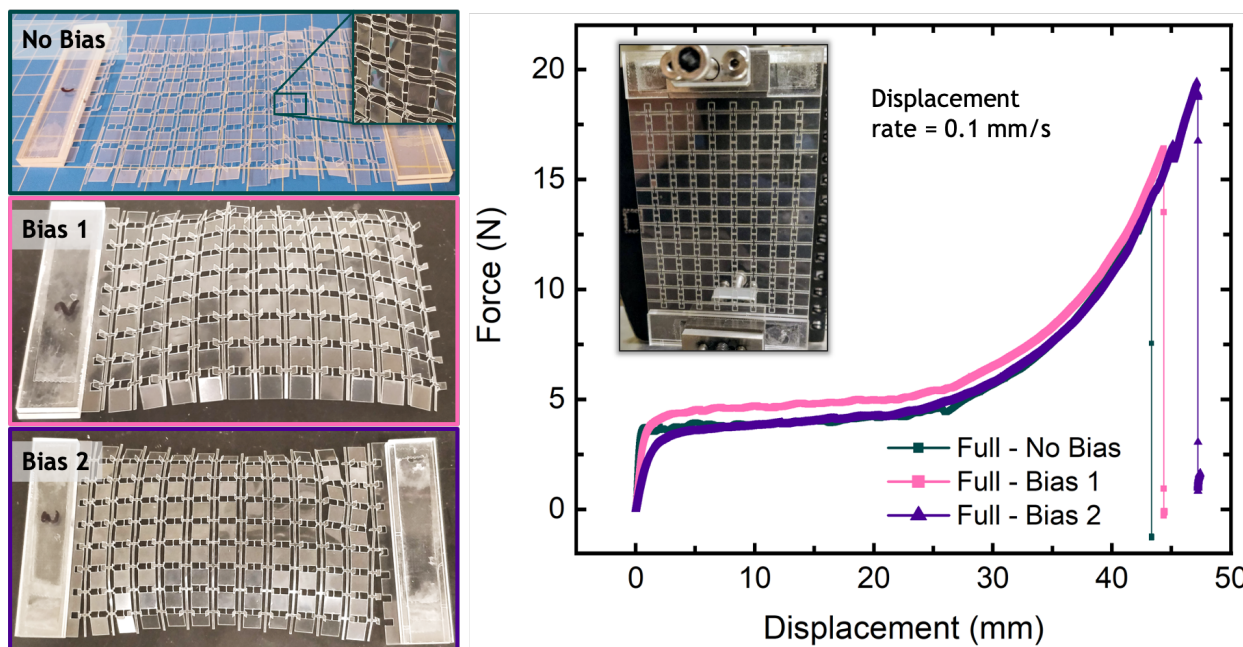 No Bias
Bias 1
Bias 2
Displacement
rate = 0.1 mm/s
Force (N)
20
15
10
5
0
Full - No Bias
Full - Bias 1
Full - Bias 2
0
10
20
30
40
50
Displacement (mm)